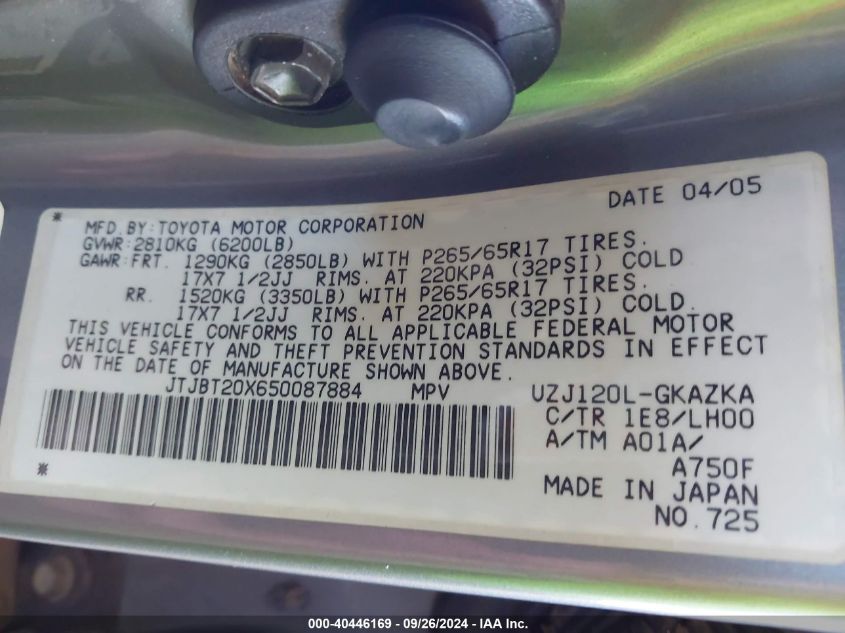 DATE 04/05
* MFD.BY:TOYOTA MOTOR CORPORATION
GVWR:2810KG (6200LB)
GAWR:FRT. 1290KG (2850LB) WITH P265/65R17 TIRES.
17X7 1/2JJ RIMS. AT 220KPA (32PSI) COLD
RR. 1520KG (3350LB) WITH P265/65R17 TIRES.
17X7 1/2JJ RIMS. AT 220KPA (32PSI) COLD.
THIS VEHICLE CONFORMS TO ALL APPLICABLE FEDERAL MOTOR
VEHICLE SAFETY AND THEFT PREVENTION STANDARDS IN EFFECT
ON THE DATE OF MANUFACTURE SHOWN ABOVE.
JTJBT20X650087884 MPV UZJ120L-GKAZKA
C/TR 1E8/LH00
A/TM A01A/
* A750F
MADE IN JAPAN
NO.725
000-40446169 - 09/26/2024 - IAA Inc.